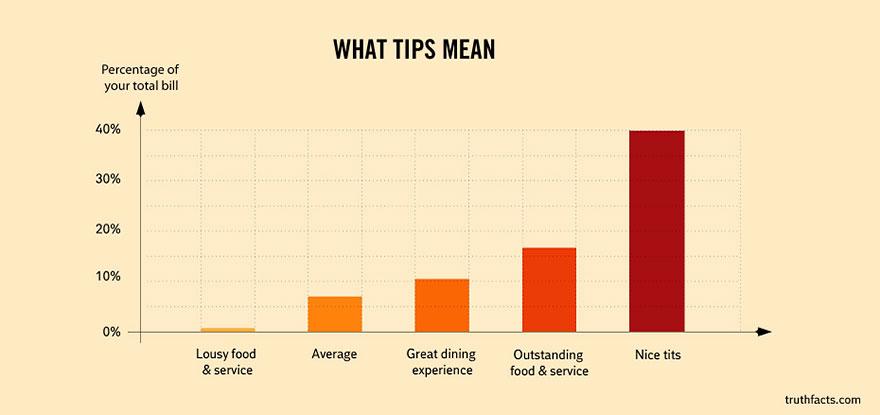 WHAT TIPS MEAN
Percentage of
your total bill
40%
30%
20%
10%
0%
Lousy food
& service
Average
Great dining
experience
Outstanding
food & service
Nice tits
truthfacts.com